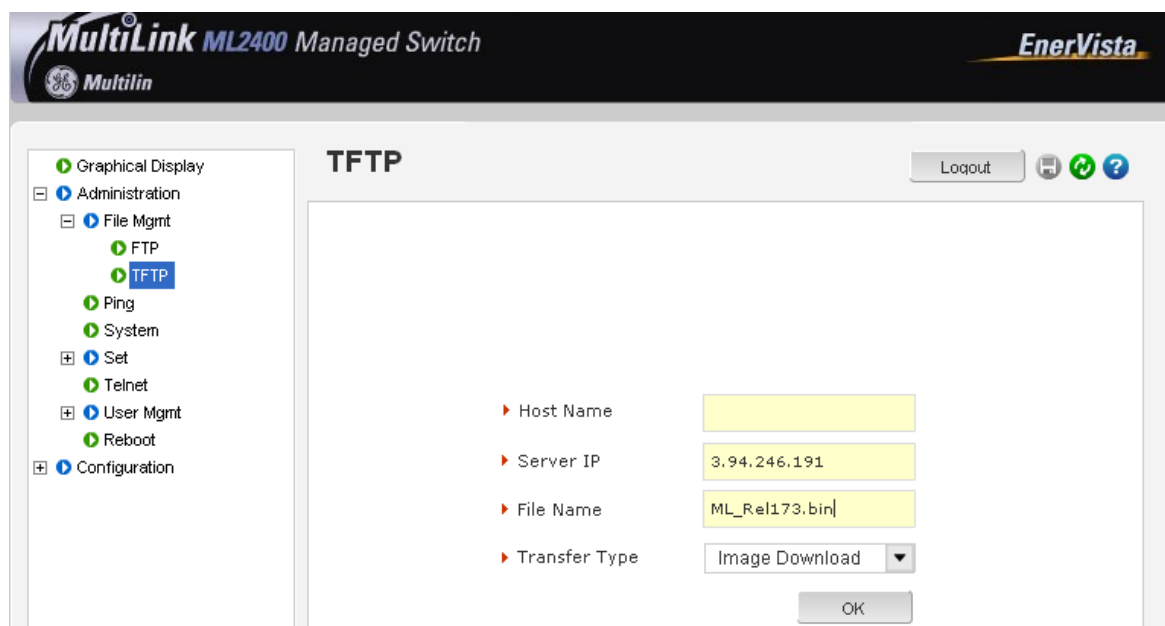 MultiLink ML2400 Managed Switch
EnerVista
Multilin
TFTP
Logout
Graphical Display
Administration
File Mgmt
FTP
TFTP
Ping
System
Set
Telnet
User Mgmt
Reboot
Configuration
Host Name
Server IP 3.94.246.191
File Name ML_Rel173.bin
Transfer Type Image Download
OK